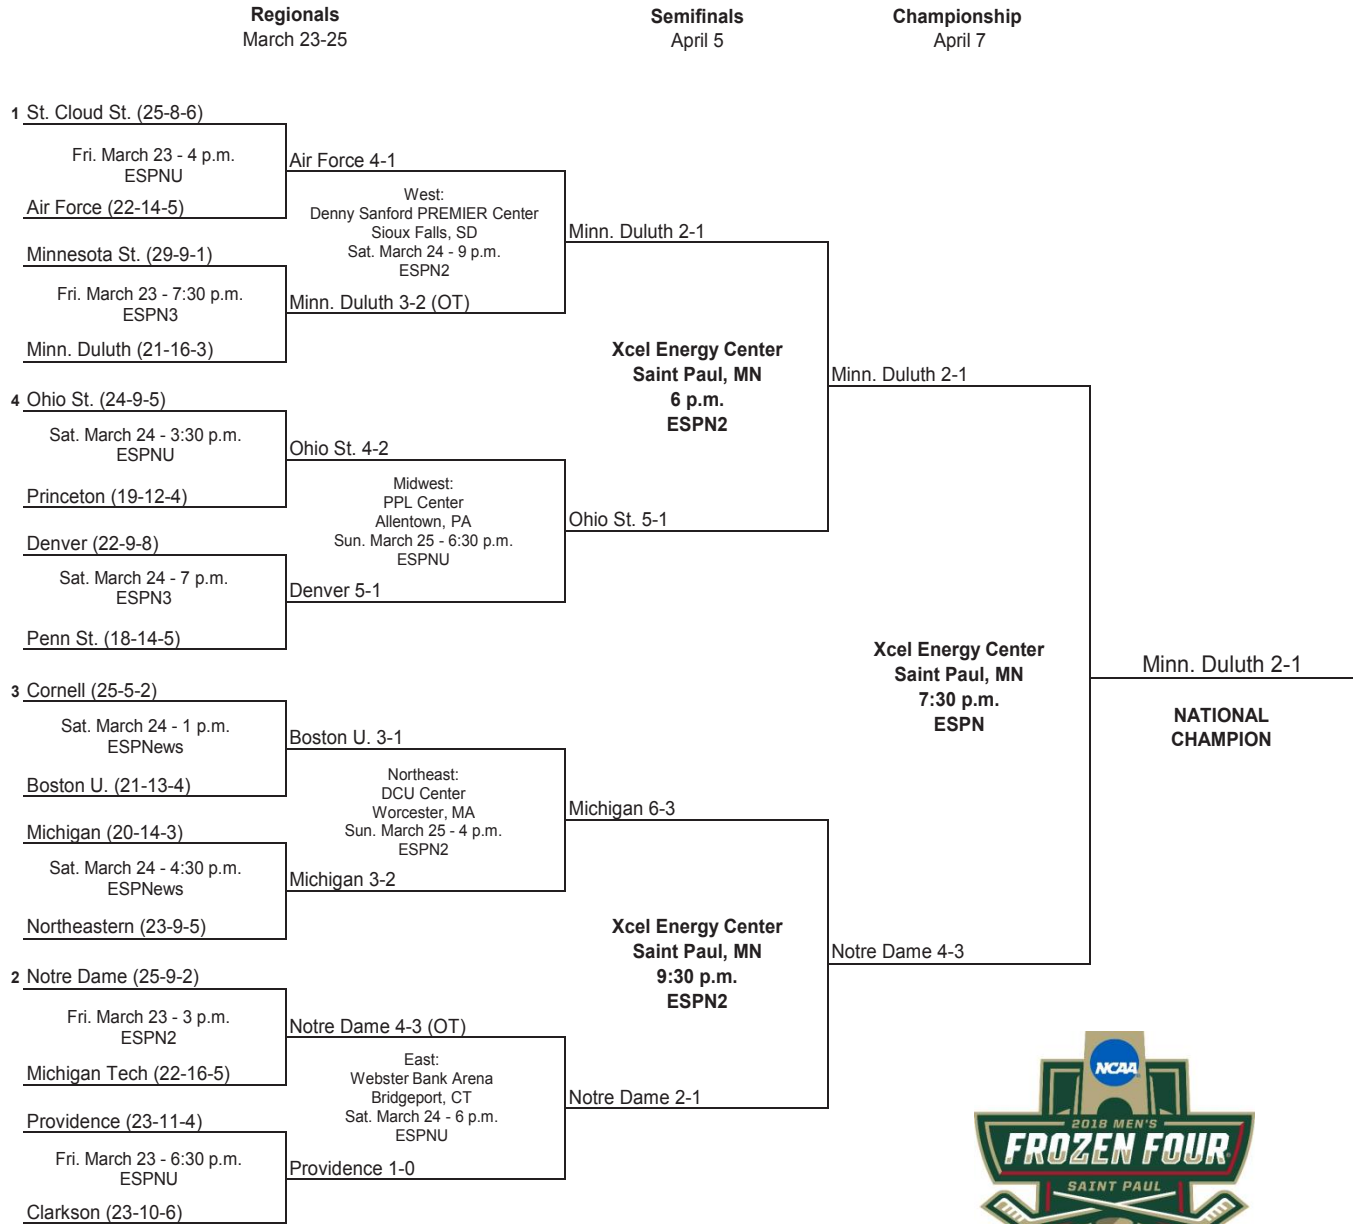 Regionals
March 23-25
Semifinals
April 5
Championship
April 7
1 St. Cloud St. (25-8-6)
Fri. March 23 - 4 p.m.
ESPNU
Air Force (22-14-5)
Air Force 4-1
West:
Denny Sanford PREMIER Center
Sioux Falls, SD
Sat. March 24 - 9 p.m.
ESPN2
Minnesota St. (29-9-1)
Fri. March 23 - 7:30 p.m.
ESPN3
Minn. Duluth (21-16-3)
Minn. Duluth 3-2 (OT)
Minn. Duluth 2-1
Xcel Energy Center
Saint Paul, MN
6 p.m.
ESPN2
Minn. Duluth 2-1
4 Ohio St. (24-9-5)
Sat. March 24 - 3:30 p.m.
ESPNU
Princeton (19-12-4)
Ohio St. 4-2
Midwest:
PPL Center
Allentown, PA
Sun. March 25 - 6:30 p.m.
ESPNU
Ohio St. 5-1
Denver (22-9-8)
Sat. March 24 - 7 p.m.
ESPN3
Penn St. (18-14-5)
Denver 5-1
Xcel Energy Center
Saint Paul, MN
7:30 p.m.
ESPN
Minn. Duluth 2-1
NATIONAL
CHAMPION
3 Cornell (25-5-2)
Sat. March 24 - 1 p.m.
ESPNews
Boston U. (21-13-4)
Boston U. 3-1
Northeast:
DCU Center
Worcester, MA
Sun. March 25 - 4 p.m.
ESPN2
Michigan 6-3
Michigan (20-14-3)
Sat. March 24 - 4:30 p.m.
ESPNews
Northeastern (23-9-5)
Michigan 3-2
Xcel Energy Center
Saint Paul, MN
9:30 p.m.
ESPN2
Notre Dame 4-3
2 Notre Dame (25-9-2)
Fri. March 23 - 3 p.m.
ESPN2
Michigan Tech (22-16-5)
Notre Dame 4-3 (OT)
East:
Webster Bank Arena
Bridgeport, CT
Sat. March 24 - 6 p.m.
ESPNU
Notre Dame 2-1
Providence (23-11-4)
Fri. March 23 - 6:30 p.m.
ESPNU
Clarkson (23-10-6)
Providence 1-0
NCAA
2018 MEN'S
FROZEN FOUR
SAINT PAUL